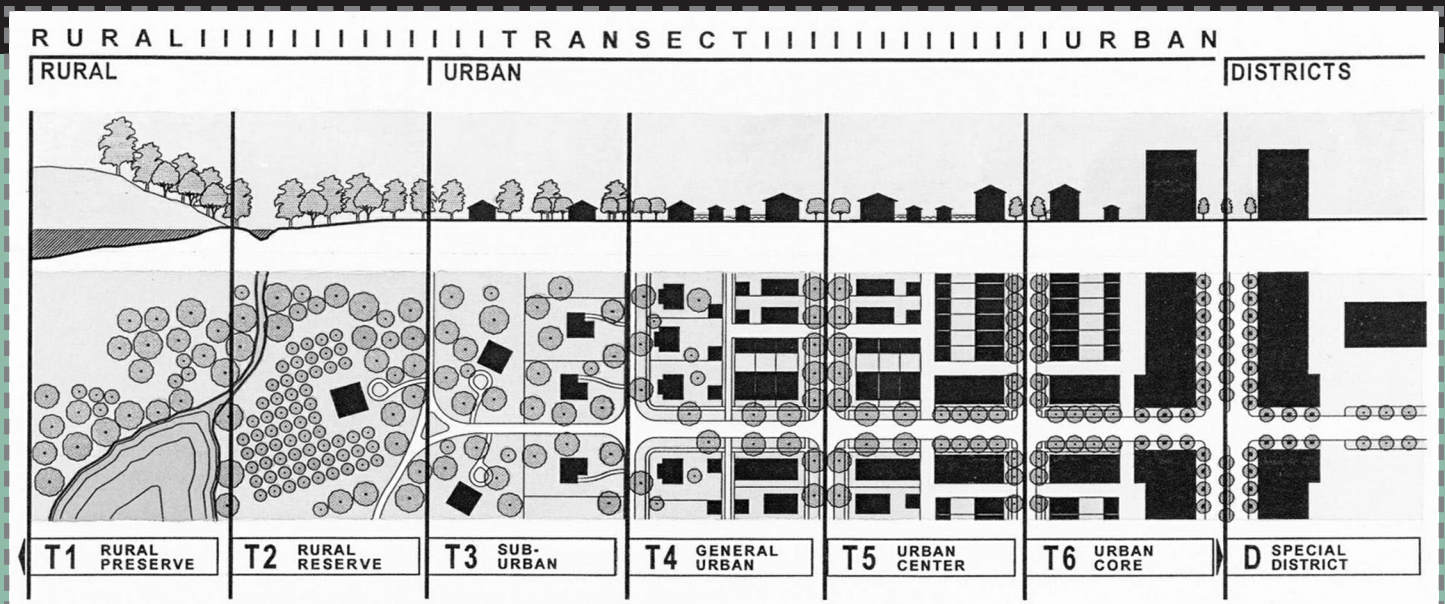 RURALIIIIIIIIIIIIITRANSECTIIIIIIIIIIIIIURBAN
RURAL
URBAN
DISTRICTS
T1 RURAL
PRESERVE
T2 RURAL
RESERVE
T3 SUB-
URBAN
T4 GENERAL
URBAN
T5 URBAN
CENTER
T6 URBAN
CORE
D SPECIAL
DISTRICT